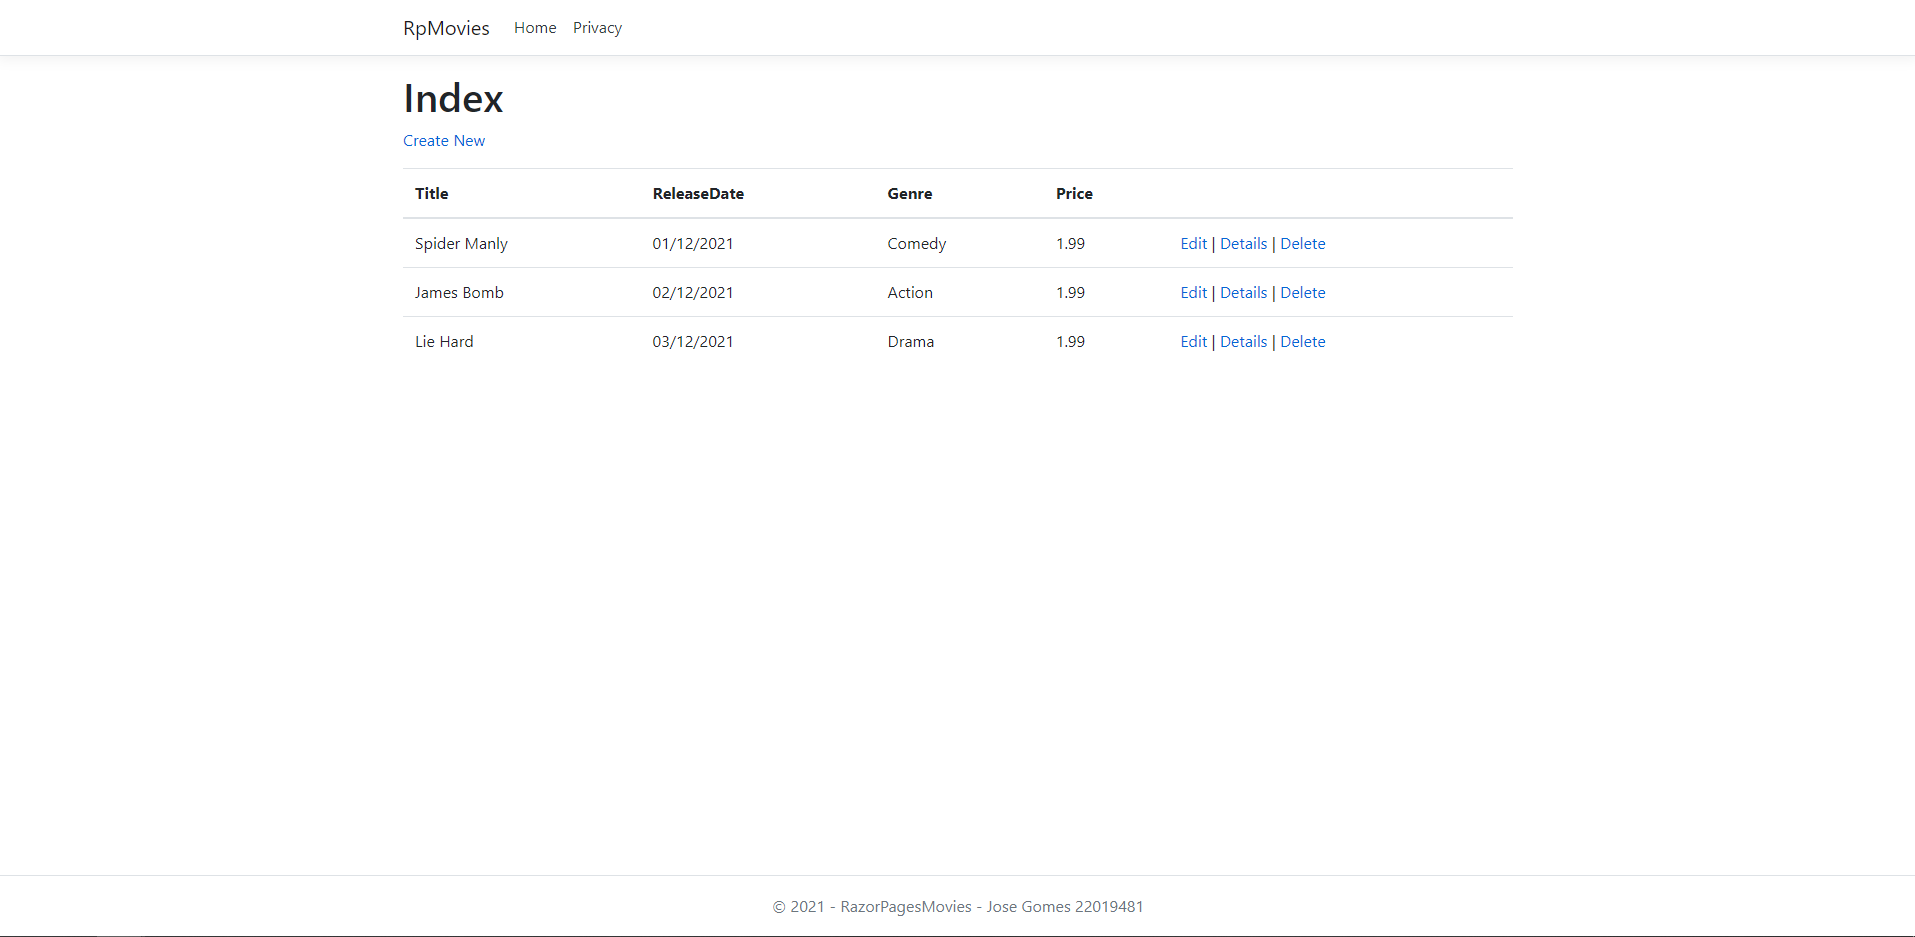 RpMovies Home Privacy
Index
Create New
Title ReleaseDate Genre Price
Spider Manly 01/12/2021 Comedy 1.99 Edit | Details | Delete
James Bomb 02/12/2021 Action 1.99 Edit | Details | Delete
Lie Hard 03/12/2021 Drama 1.99 Edit | Details | Delete
© 2021 - RazorPagesMovies - Jose Gomes 22019481